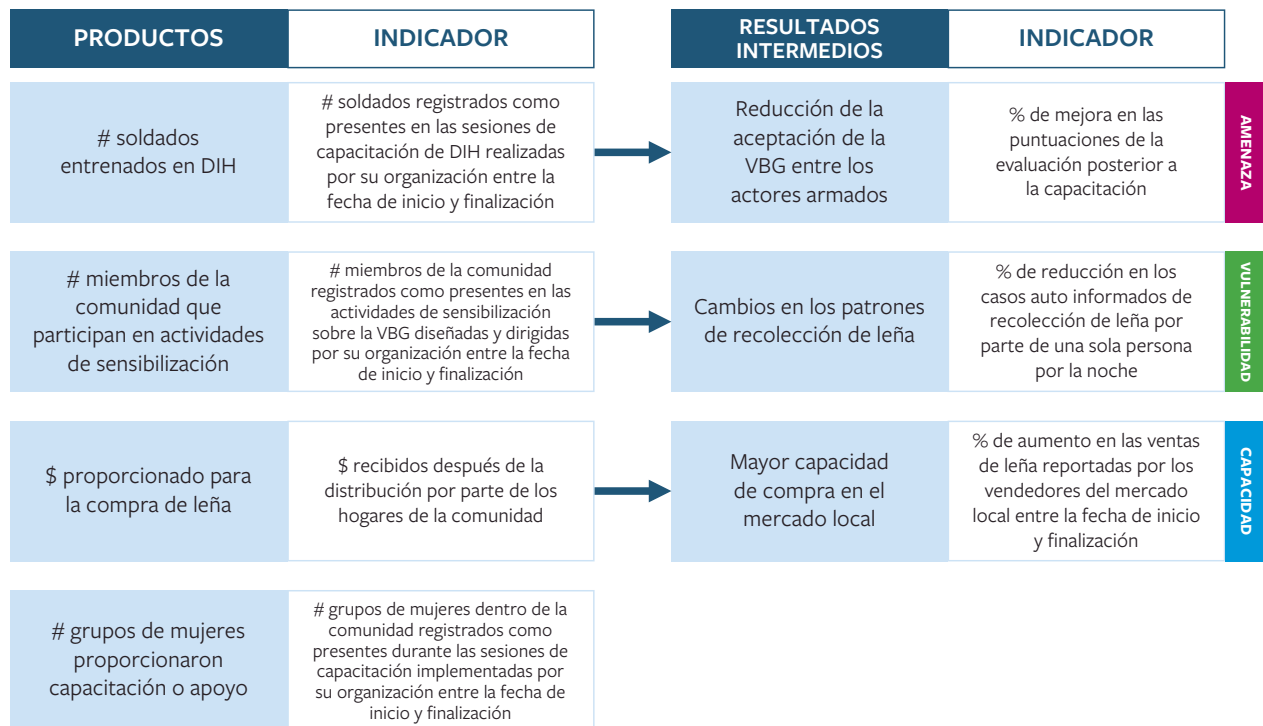 PRODUCTOS
INDICADOR
RESULTADOS
INTERMEDIOS
INDICADOR
# soldados
entrenados en DIH
# soldados registrados como
presentes en las sesiones de
capacitación de DIH realizadas
por su organización entre la
fecha de inicio y finalización
Reducción de la
aceptación de la
VBG entre los
actores armados
% de mejora en las
puntuaciones de la
evaluación posterior a
la capacitación
AMENAZA
# miembros de la
comunidad que
participan en actividades
de sensibilización
# miembros de la comunidad
registrados como presentes en las
actividades de sensibilización
sobre la VBG diseñadas y dirigidas
por su organización entre la fecha
de inicio y finalización
Cambios en los patrones
de recolección de leña
% de reducción en los
casos auto informados de
recolección de leña por
parte de una sola persona
por la noche
VULNERABILIDAD
$ proporcionado para
la compra de leña
$ recibidos después de la
distribución por parte de los
hogares de la comunidad
Mayor capacidad
de compra en el
mercado local
% de aumento en las ventas
de leña reportadas por los
vendedores del mercado
local entre la fecha de inicio
y finalización
CAPACIDAD
# grupos de mujeres
proporcionaron
capacitación o apoyo
# grupos de mujeres dentro de la
comunidad registrados como
presentes durante las sesiones de
capacitación implementadas por
su organización entre la fecha de
inicio y finalización